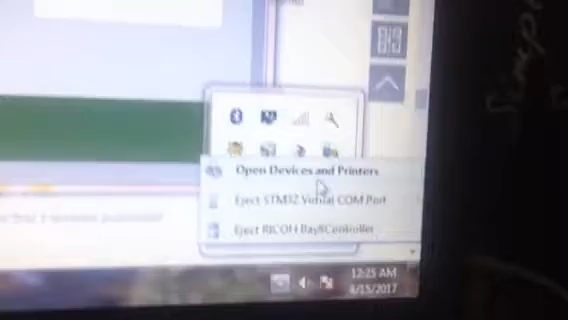 Open Devices and Printers
Eject STM32 Virtual COM Port
Eject RICOH Bay8Controller
12:25 AM
4/15/2017